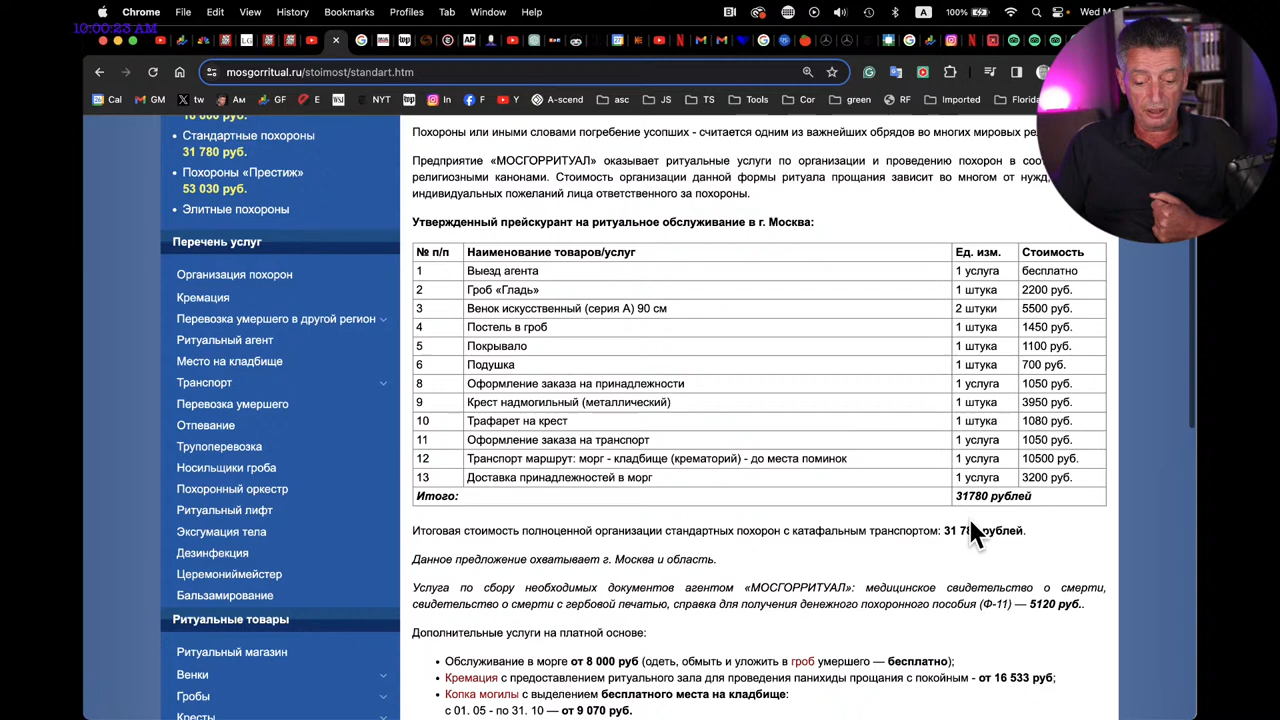 Chrome File Edit View History Bookmarks Profiles Tab Window Help 100% Wed M
10:00:23 AM
mosgorritual.ru/stoimost/standart.htm
Cal GM tw Ам GF E NYT In F Y A-scend asc JS TS Tools Cor green RF Imported Florida
Стандартные похороны
31 780 руб.
Похороны «Престиж»
53 030 руб.
Элитные похороны
Перечень услуг
Организация похорон
Кремация
Перевозка умершего в другой регион
Ритуальный агент
Место на кладбище
Транспорт
Перевозка умершего
Отпевание
Трупоперевозка
Носильщики гроба
Похоронный оркестр
Ритуальный лифт
Эксгумация тела
Дезинфекция
Церемониймейстер
Бальзамирование
Ритуальные товары
Ритуальный магазин
Венки
Гробы
Кресты
Похороны или иными словами погребение усопших - считается одним из важнейших обрядов во многих мировых
Предприятие «МОСГОРРИТУАЛ» оказывает ритуальные услуги по организации и проведению похорон в
религиозными канонами. Стоимость организации данной формы ритуала прощания зависит во многом от нужд,
индивидуальных пожеланий лица ответственного за похороны.
Утвержденный прейскурант на ритуальное обслуживание в г. Москва:
№ п/п Наименование товаров/услуг Ед. изм. Стоимость
1 Выезд агента 1 услуга бесплатно
2 Гроб «Гладь» 1 штука 2200 руб.
3 Венок искусственный (серия А) 90 см 2 штуки 5500 руб.
4 Постель в гроб 1 штука 1450 руб.
5 Покрывало 1 штука 1100 руб.
6 Подушка 1 штука 700 руб.
8 Оформление заказа на принадлежности 1 услуга 1050 руб.
9 Крест надмогильный (металлический) 1 штука 3950 руб.
10 Трафарет на крест 1 штука 1080 руб.
11 Оформление заказа на транспорт 1 услуга 1050 руб.
12 Транспорт маршрут: морг - кладбище (крематорий) - до места поминок 1 услуга 10500 руб.
13 Доставка принадлежностей в морг 1 услуга 3200 руб.
Итого: 31780 рублей
Итоговая стоимость полноценной организации стандартных похорон с катафальным транспортом: 31 рублей.
Данное предложение охватывает г. Москва и область.
Услуга по сбору необходимых документов агентом «МОСГОРРИТУАЛ»: медицинское свидетельство о смерти,
свидетельство о смерти с гербовой печатью, справка для получения денежного похоронного пособия (Ф-11) — 5120 руб..
Дополнительные услуги на платной основе:
Обслуживание в морге от 8 000 руб (одеть, обмыть и уложить в гроб умершего — бесплатно);
Кремация с предоставлением ритуального зала для проведения панихиды прощания с покойным - от 16 533 руб;
Копка могилы с выделением бесплатного места на кладбище:
с 01. 05 - по 31. 10 — от 9 070 руб.